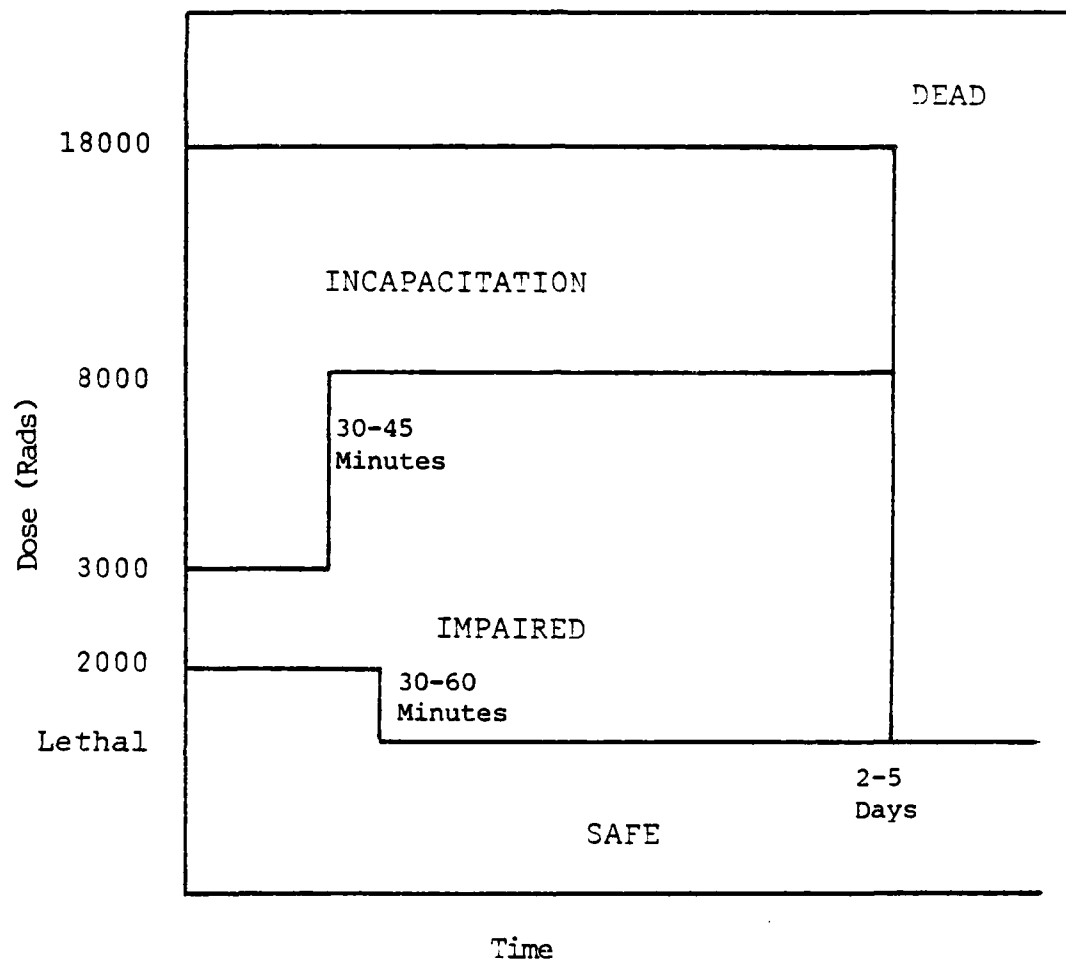 DEAD
18000
INCAPACITATION
8000
30-45
Minutes
Dose (Rads)
3000
IMPAIRED
2000
30-60
Minutes
Lethal
2-5
Days
SAFE
Time